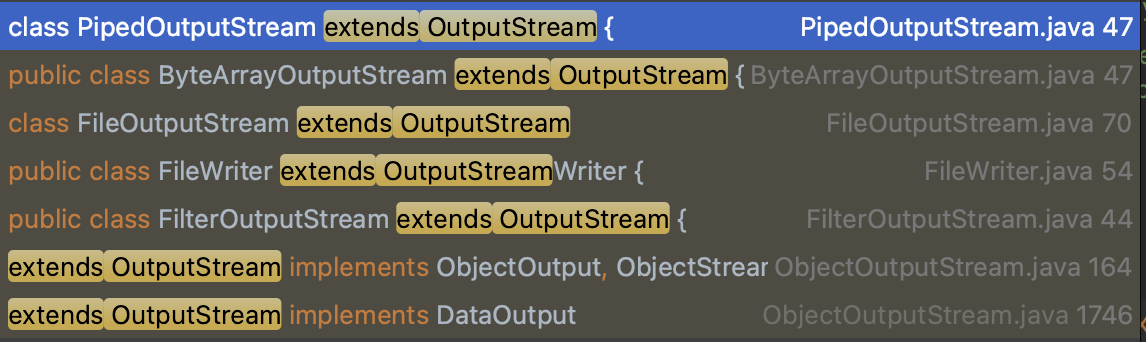 class PipedOutputStream extends OutputStream { PipedOutputStream.java 47
public class ByteArrayOutputStream extends OutputStream { ByteArrayOutputStream.java 47
class FileOutputStream extends OutputStream FileOutputStream.java 70
public class FileWriter extends OutputStreamWriter { FileWriter.java 54
public class FilterOutputStream extends OutputStream { FilterOutputStream.java 44
extends OutputStream implements ObjectOutput, ObjectStrear ObjectOutputStream.java 164
extends OutputStream implements DataOutput ObjectOutputStream.java 1746